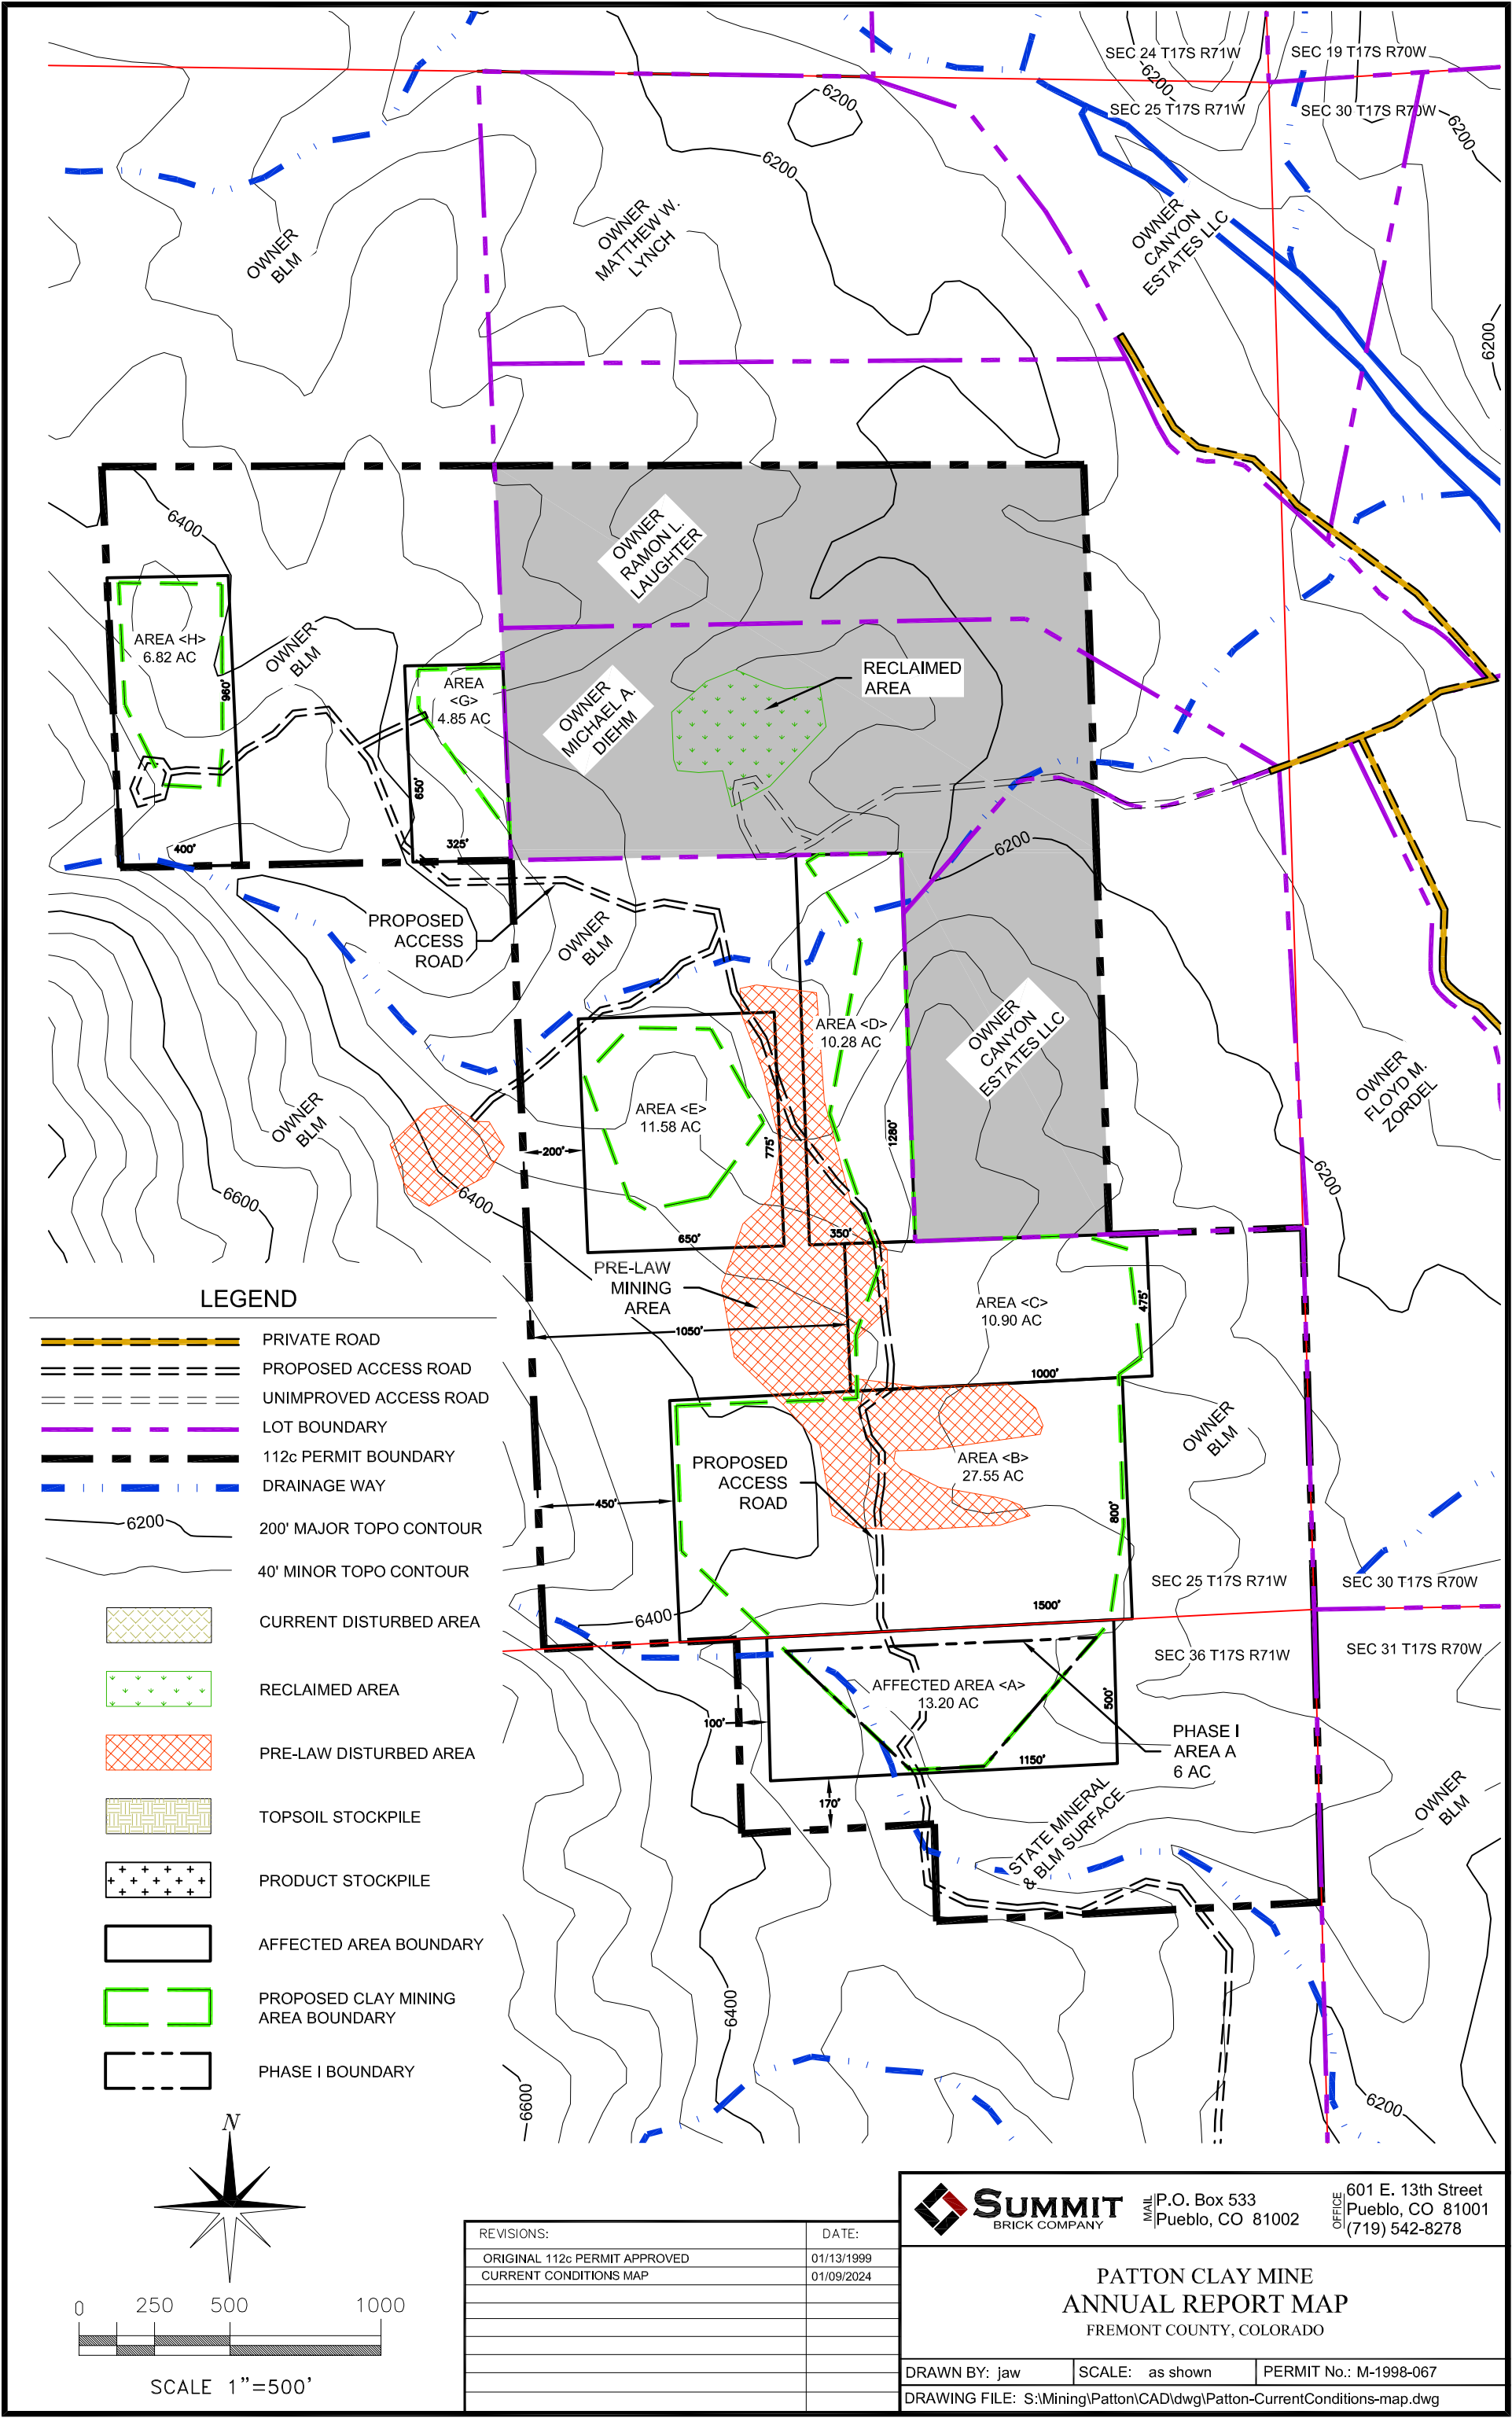 SEC 24 T17S R71W
SEC 19 T17S R70W
6200
SEC 25 T17S R71W
SEC 30 T17S R70W
6200
6200
6200
6200
OWNER
BLM
OWNER
MATTHEW W.
LYNCH
OWNER
CANYON
ESTATES LLC
6400
OWNER
RAMON L.
LAUGHTER
AREA <H>
6.82 AC
960'
400'
OWNER
BLM
AREA
<G>
4.85 AC
650'
325'
OWNER
MICHAEL A.
DIEHM
RECLAIMED
AREA
6200
PROPOSED
ACCESS
ROAD
OWNER
BLM
AREA <D>
10.28 AC
1280'
350'
OWNER
CANYON
ESTATES LLC
OWNER
FLOYD M.
ZORDEL
OWNER
BLM
AREA <E>
11.58 AC
775'
200'
650'
6600
6400
6200
PRE-LAW
MINING
AREA
1050'
AREA <C>
10.90 AC
475'
1000'
OWNER
BLM
PROPOSED
ACCESS
ROAD
AREA <B>
27.55 AC
450'
800'
1500'
6400
SEC 25 T17S R71W
SEC 30 T17S R70W
SEC 36 T17S R71W
SEC 31 T17S R70W
AFFECTED AREA <A>
13.20 AC
500'
100'
1150'
170'
PHASE I
AREA A
6 AC
STATE MINERAL
& BLM SURFACE
OWNER
BLM
6400
6600
6200
LEGEND
PRIVATE ROAD
PROPOSED ACCESS ROAD
UNIMPROVED ACCESS ROAD
LOT BOUNDARY
112c PERMIT BOUNDARY
DRAINAGE WAY
6200
200' MAJOR TOPO CONTOUR
40' MINOR TOPO CONTOUR
CURRENT DISTURBED AREA
RECLAIMED AREA
PRE-LAW DISTURBED AREA
TOPSOIL STOCKPILE
PRODUCT STOCKPILE
AFFECTED AREA BOUNDARY
PROPOSED CLAY MINING
AREA BOUNDARY
PHASE I BOUNDARY
N
0 250 500 1000
SCALE 1"=500'
REVISIONS: DATE:
ORIGINAL 112c PERMIT APPROVED 01/13/1999
CURRENT CONDITIONS MAP 01/09/2024
SUMMIT
BRICK COMPANY
MAIL
P.O. Box 533
Pueblo, CO 81002
OFFICE
601 E. 13th Street
Pueblo, CO 81001
(719) 542-8278
PATTON CLAY MINE
ANNUAL REPORT MAP
FREMONT COUNTY, COLORADO
DRAWN BY: jaw
SCALE: as shown
PERMIT No.: M-1998-067
DRAWING FILE: S:\Mining\Patton\CAD\dwg\Patton-CurrentConditions-map.dwg